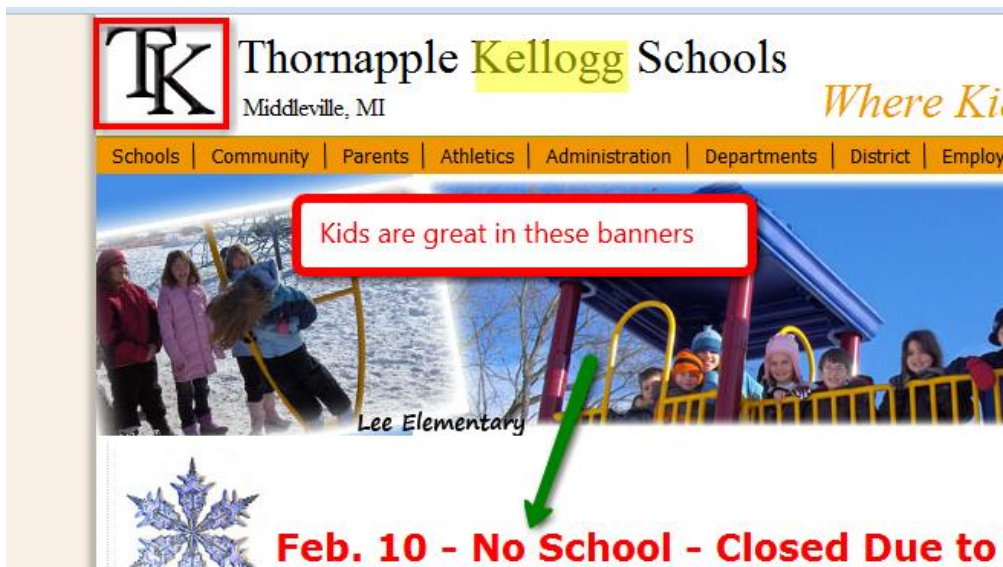 TK
Thornapple Kellogg Schools
Middleville, MI
Where Kid
Schools | Community | Parents | Athletics | Administration | Departments | District | Employ
Kids are great in these banners
Lee Elementary
Feb. 10 - No School - Closed Due to